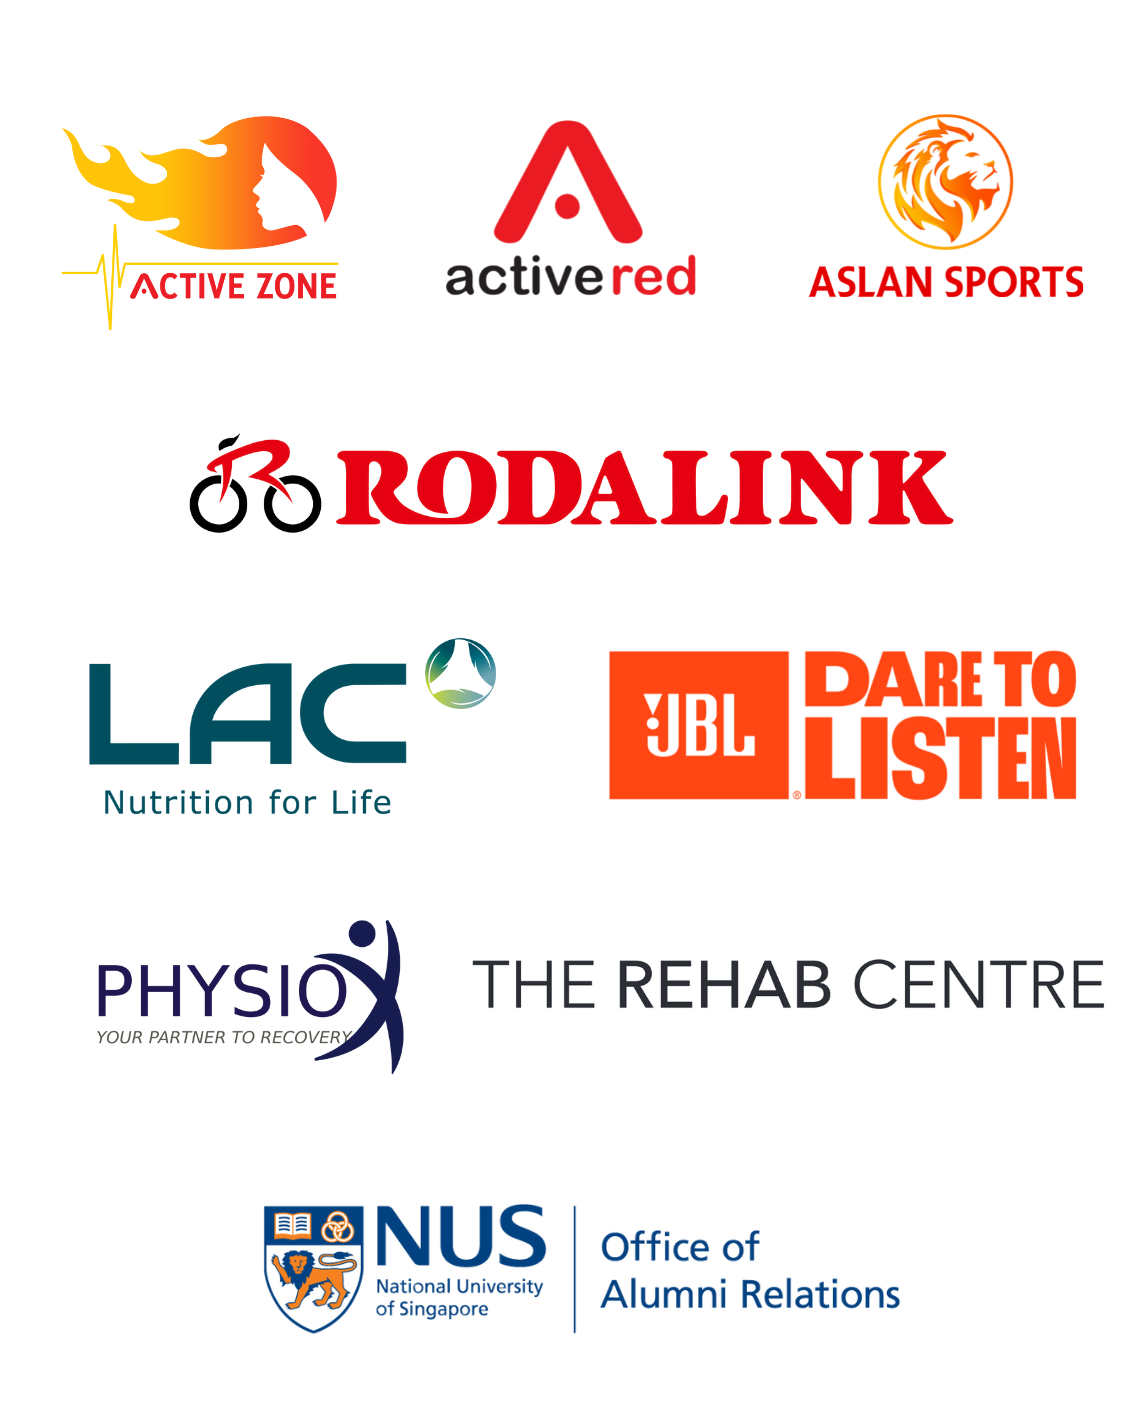 ACTIVE ZONE
activered
ASLAN SPORTS
RODALINK
LAC
Nutrition for Life
JBL
®
DARE TO
LISTEN
PHYSIO
YOUR PARTNER TO RECOVERY
THE REHAB CENTRE
NUS
National University
of Singapore
Office of
Alumni Relations